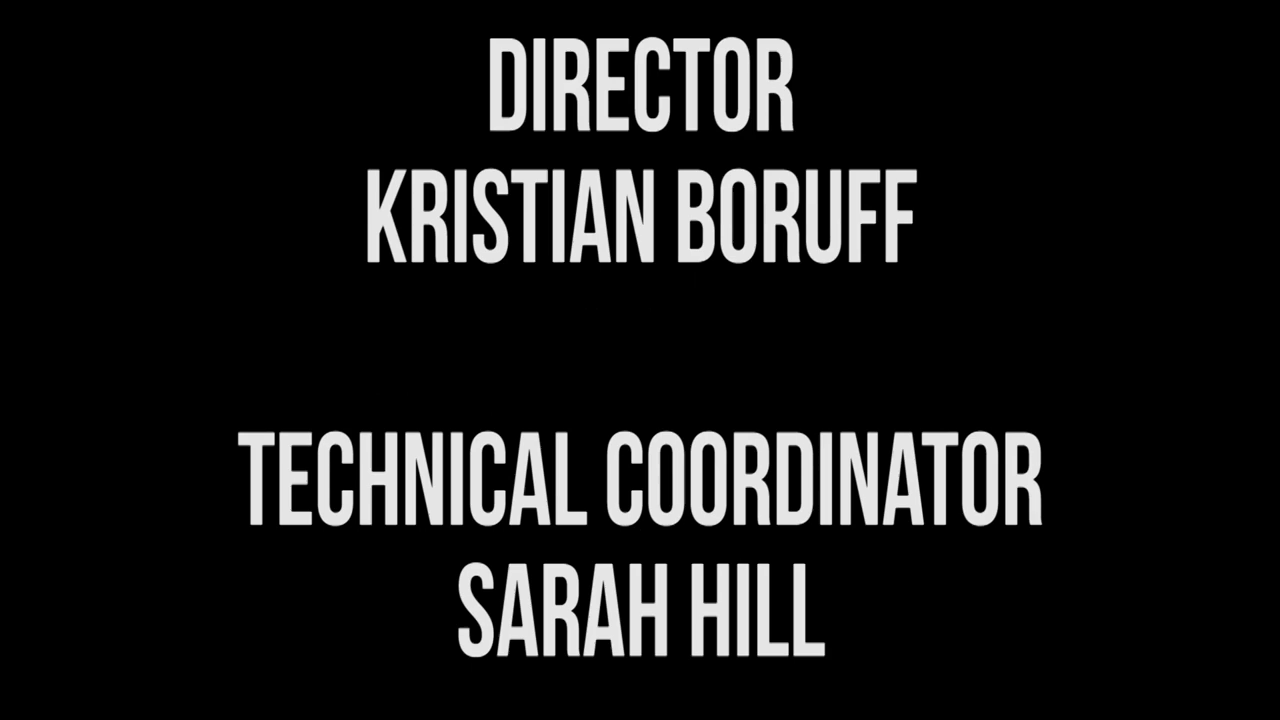 DIRECTOR
KRISTIAN BORUFF
TECHNICAL COORDINATOR
SARAH HILL